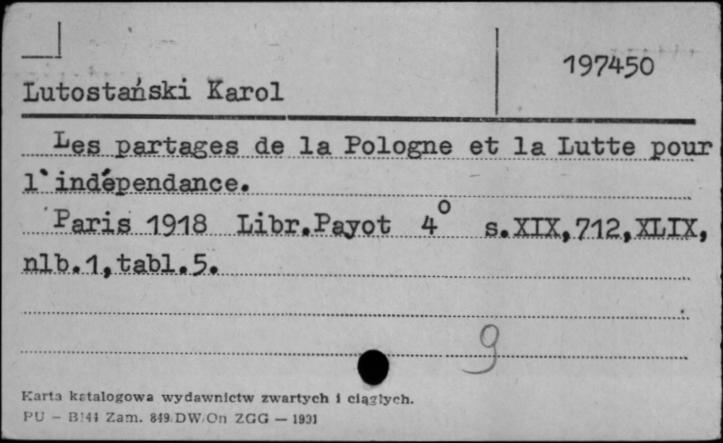 197450
Lutostański Karol
Les partages de la Pologne et la Lutte pour
l`indépendance.
Paris 1918 Libr.Payot 4° s.XIX,712,XLIX,
nlb.1,tabl.5.
9
Karta katalogowa wydawnictw zwartych i ciągłych.
PU — B144 Zam. 849 DW/On ZGG — 1931